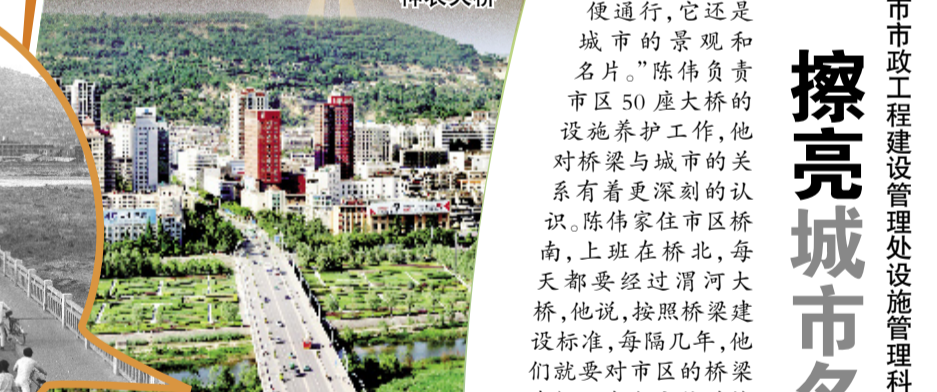 便通行，它还是
城市的景观和
名片。”陈伟负责
市区 50 座大桥的
设施养护工作，他
对桥梁与城市的关
系有着更深刻的认
识。陈伟家住市区桥
南，上班在桥北，每
天都要经过渭河大
桥，他说，按照桥梁建
设标准，每隔几年，他
们就要对市区的桥梁
擦亮城市名
市市政工程建设管理处设施管理科